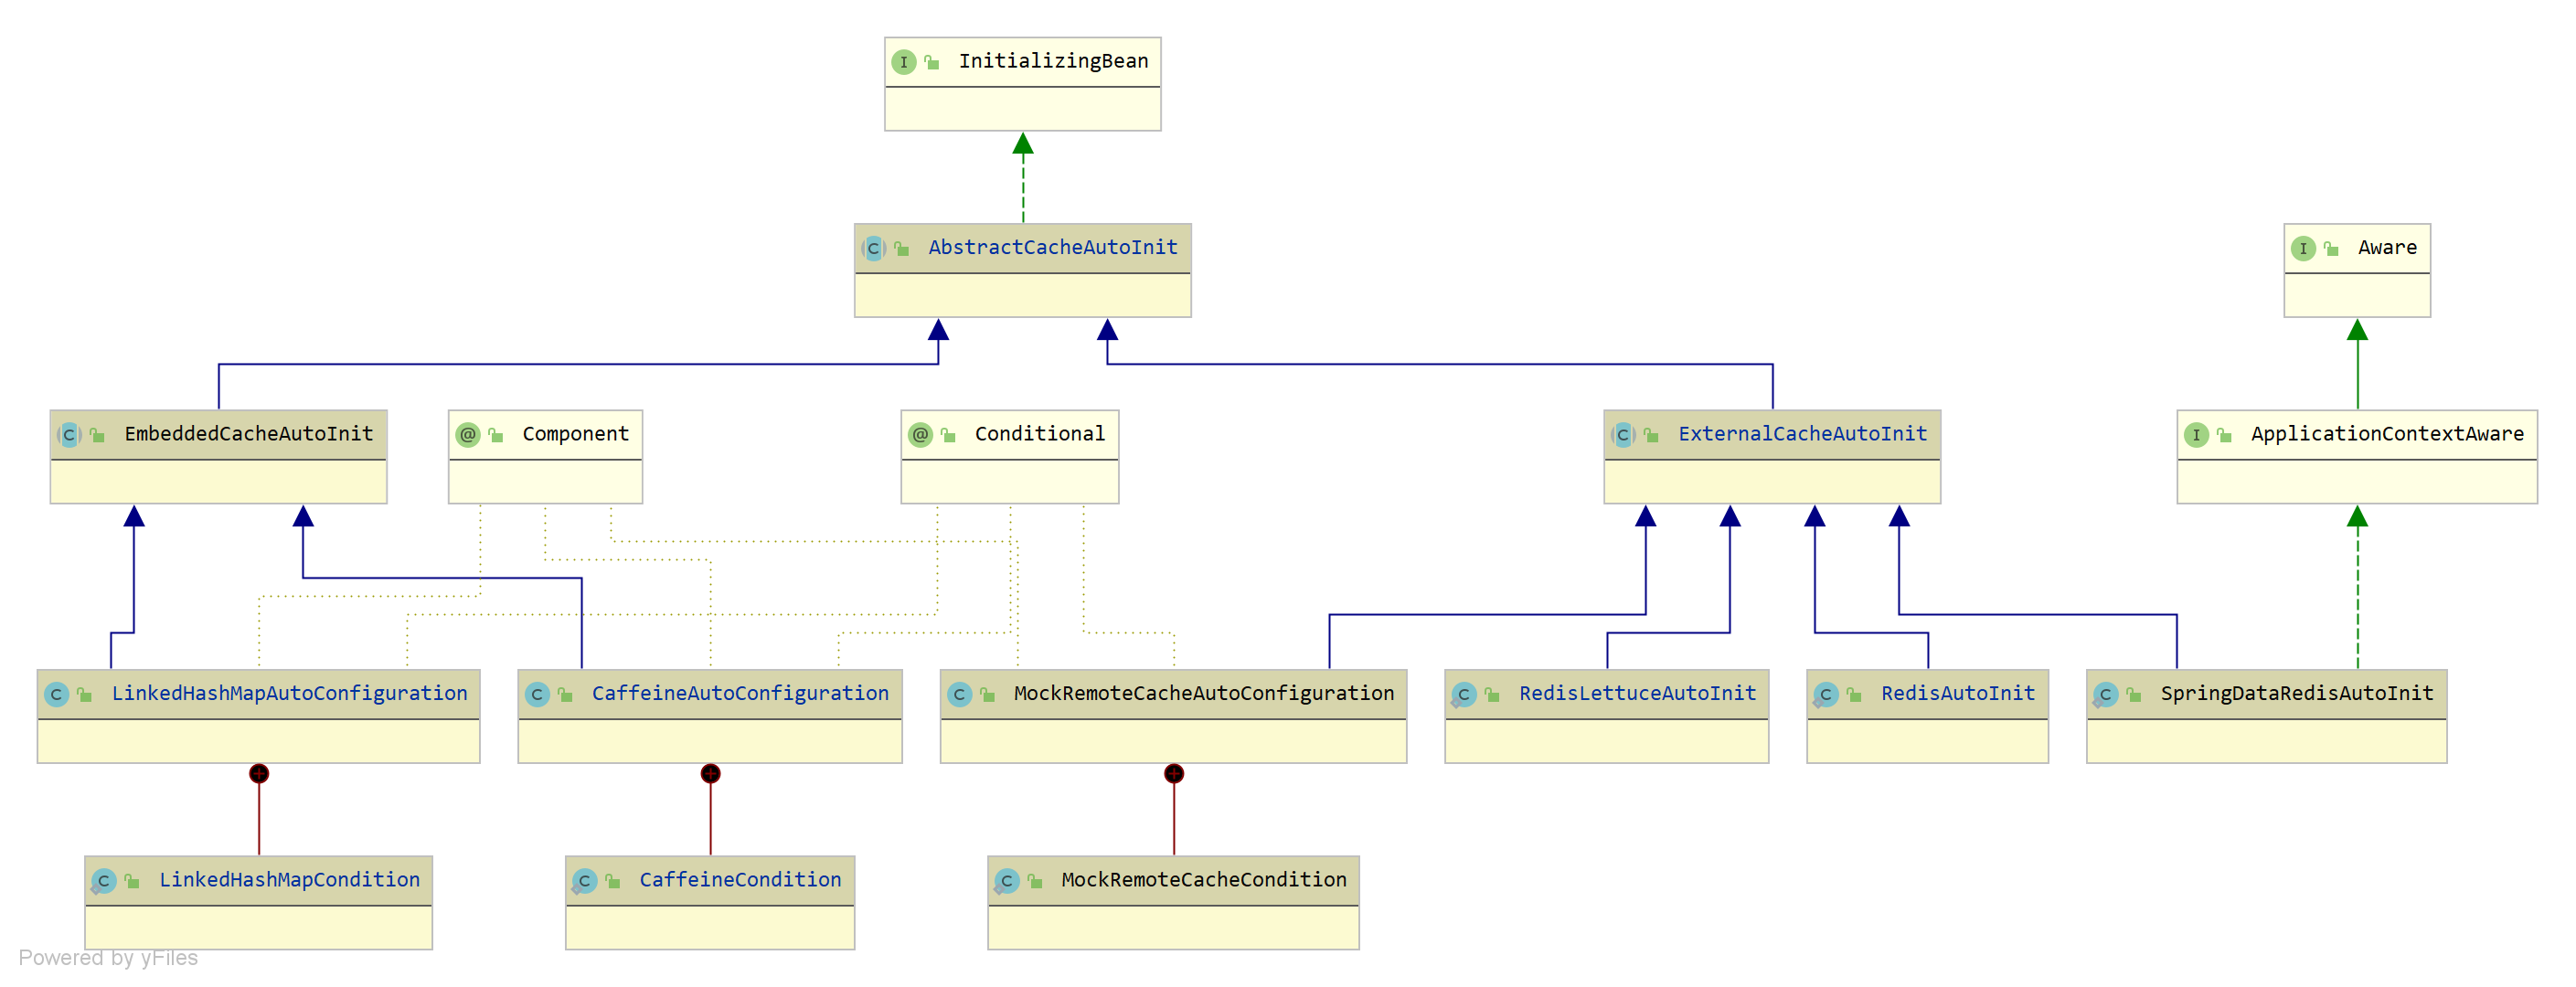 I InitializingBean
C AbstractCacheAutoInit
I Aware
C EmbeddedCacheAutoInit
@ Component
@ Conditional
C ExternalCacheAutoInit
I ApplicationContextAware
C LinkedHashMapAutoConfiguration
C CaffeineAutoConfiguration
C MockRemoteCacheAutoConfiguration
C RedisLettuceAutoInit
C RedisAutoInit
C SpringDataRedisAutoInit
C LinkedHashMapCondition
C CaffeineCondition
C MockRemoteCacheCondition
Powered by yFiles